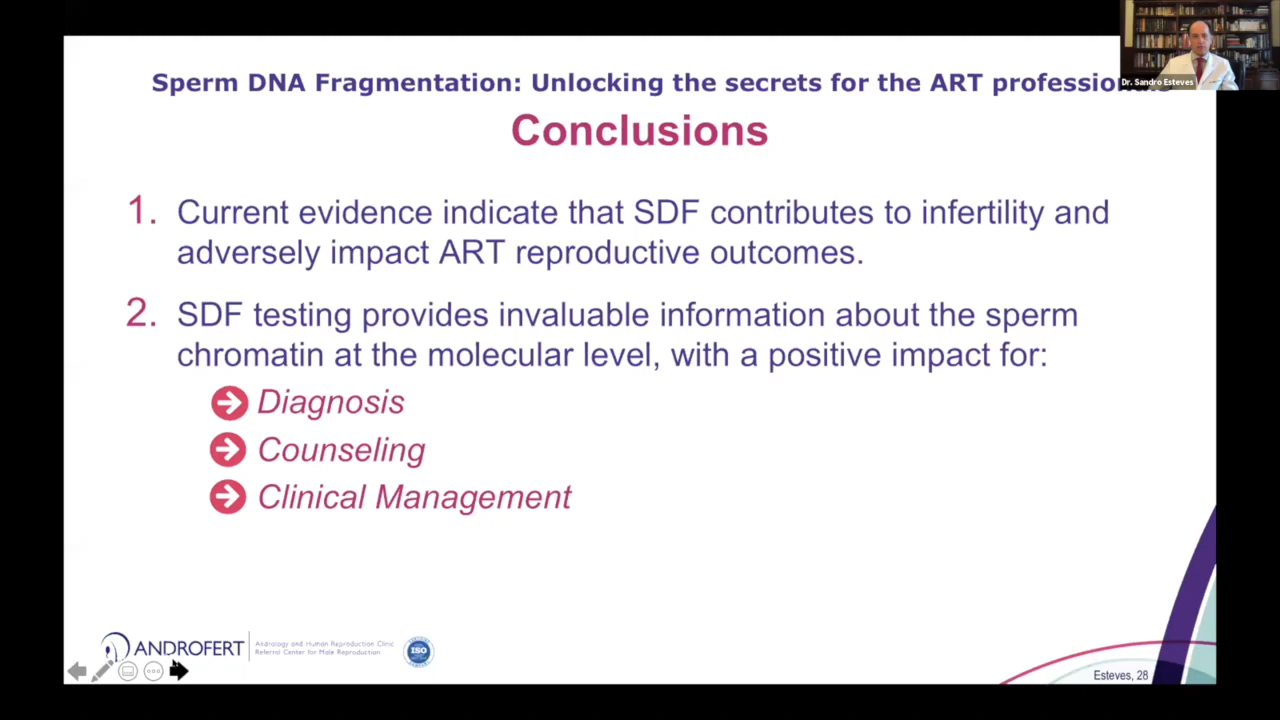 Dr. Sandro Esteves
Sperm DNA Fragmentation: Unlocking the secrets for the ART
Conclusions
1. Current evidence indicate that SDF contributes to infertility and
adversely impact ART reproductive outcomes.
2. SDF testing provides invaluable information about the sperm
chromatin at the molecular level, with a positive impact for:
Diagnosis
Counseling
Clinical Management
ANDROFERT
Andrology and Human Reproduction Clinic
Referral Center for Male Reproduction
ISO
Esteves, 28